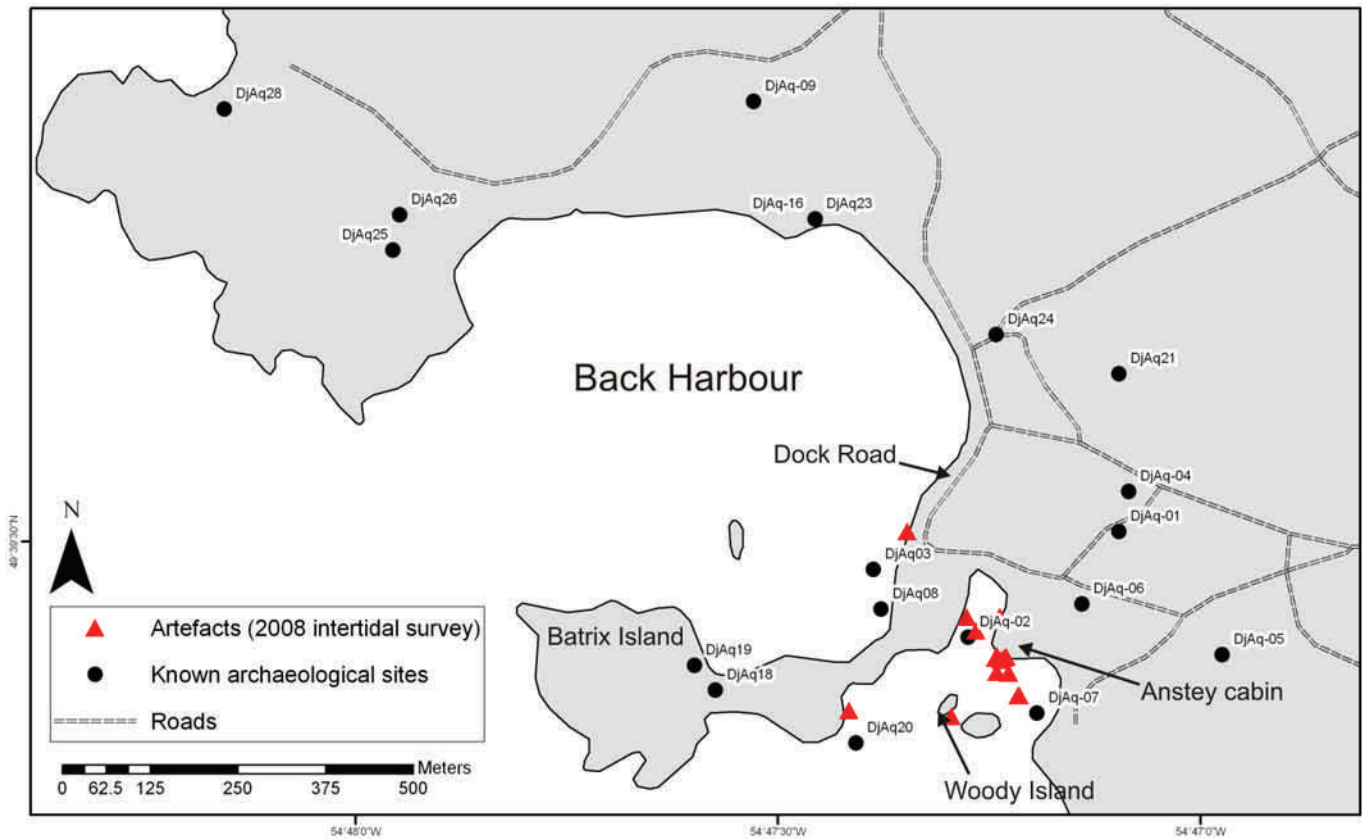 DjAq28
DjAq-09
DjAq26
DjAq-16 DjAq23
DjAq25
DjAq24
DjAq21
Back Harbour
Dock Road
DjAq-04
DjAq-01
N
49°39'30"N
DjAq03
DjAq08
DjAq-06
DjAq-02
Artefacts (2008 intertidal survey)
Batrix Island
DjAq-05
DjAq19
Known archaeological sites
DjAq18
Anstey cabin
DjAq-07
Roads
DjAq20
Meters
Woody Island
0 62.5 125 250 375 500
54°48'0"W 54°47'30"W 54°47'0"W